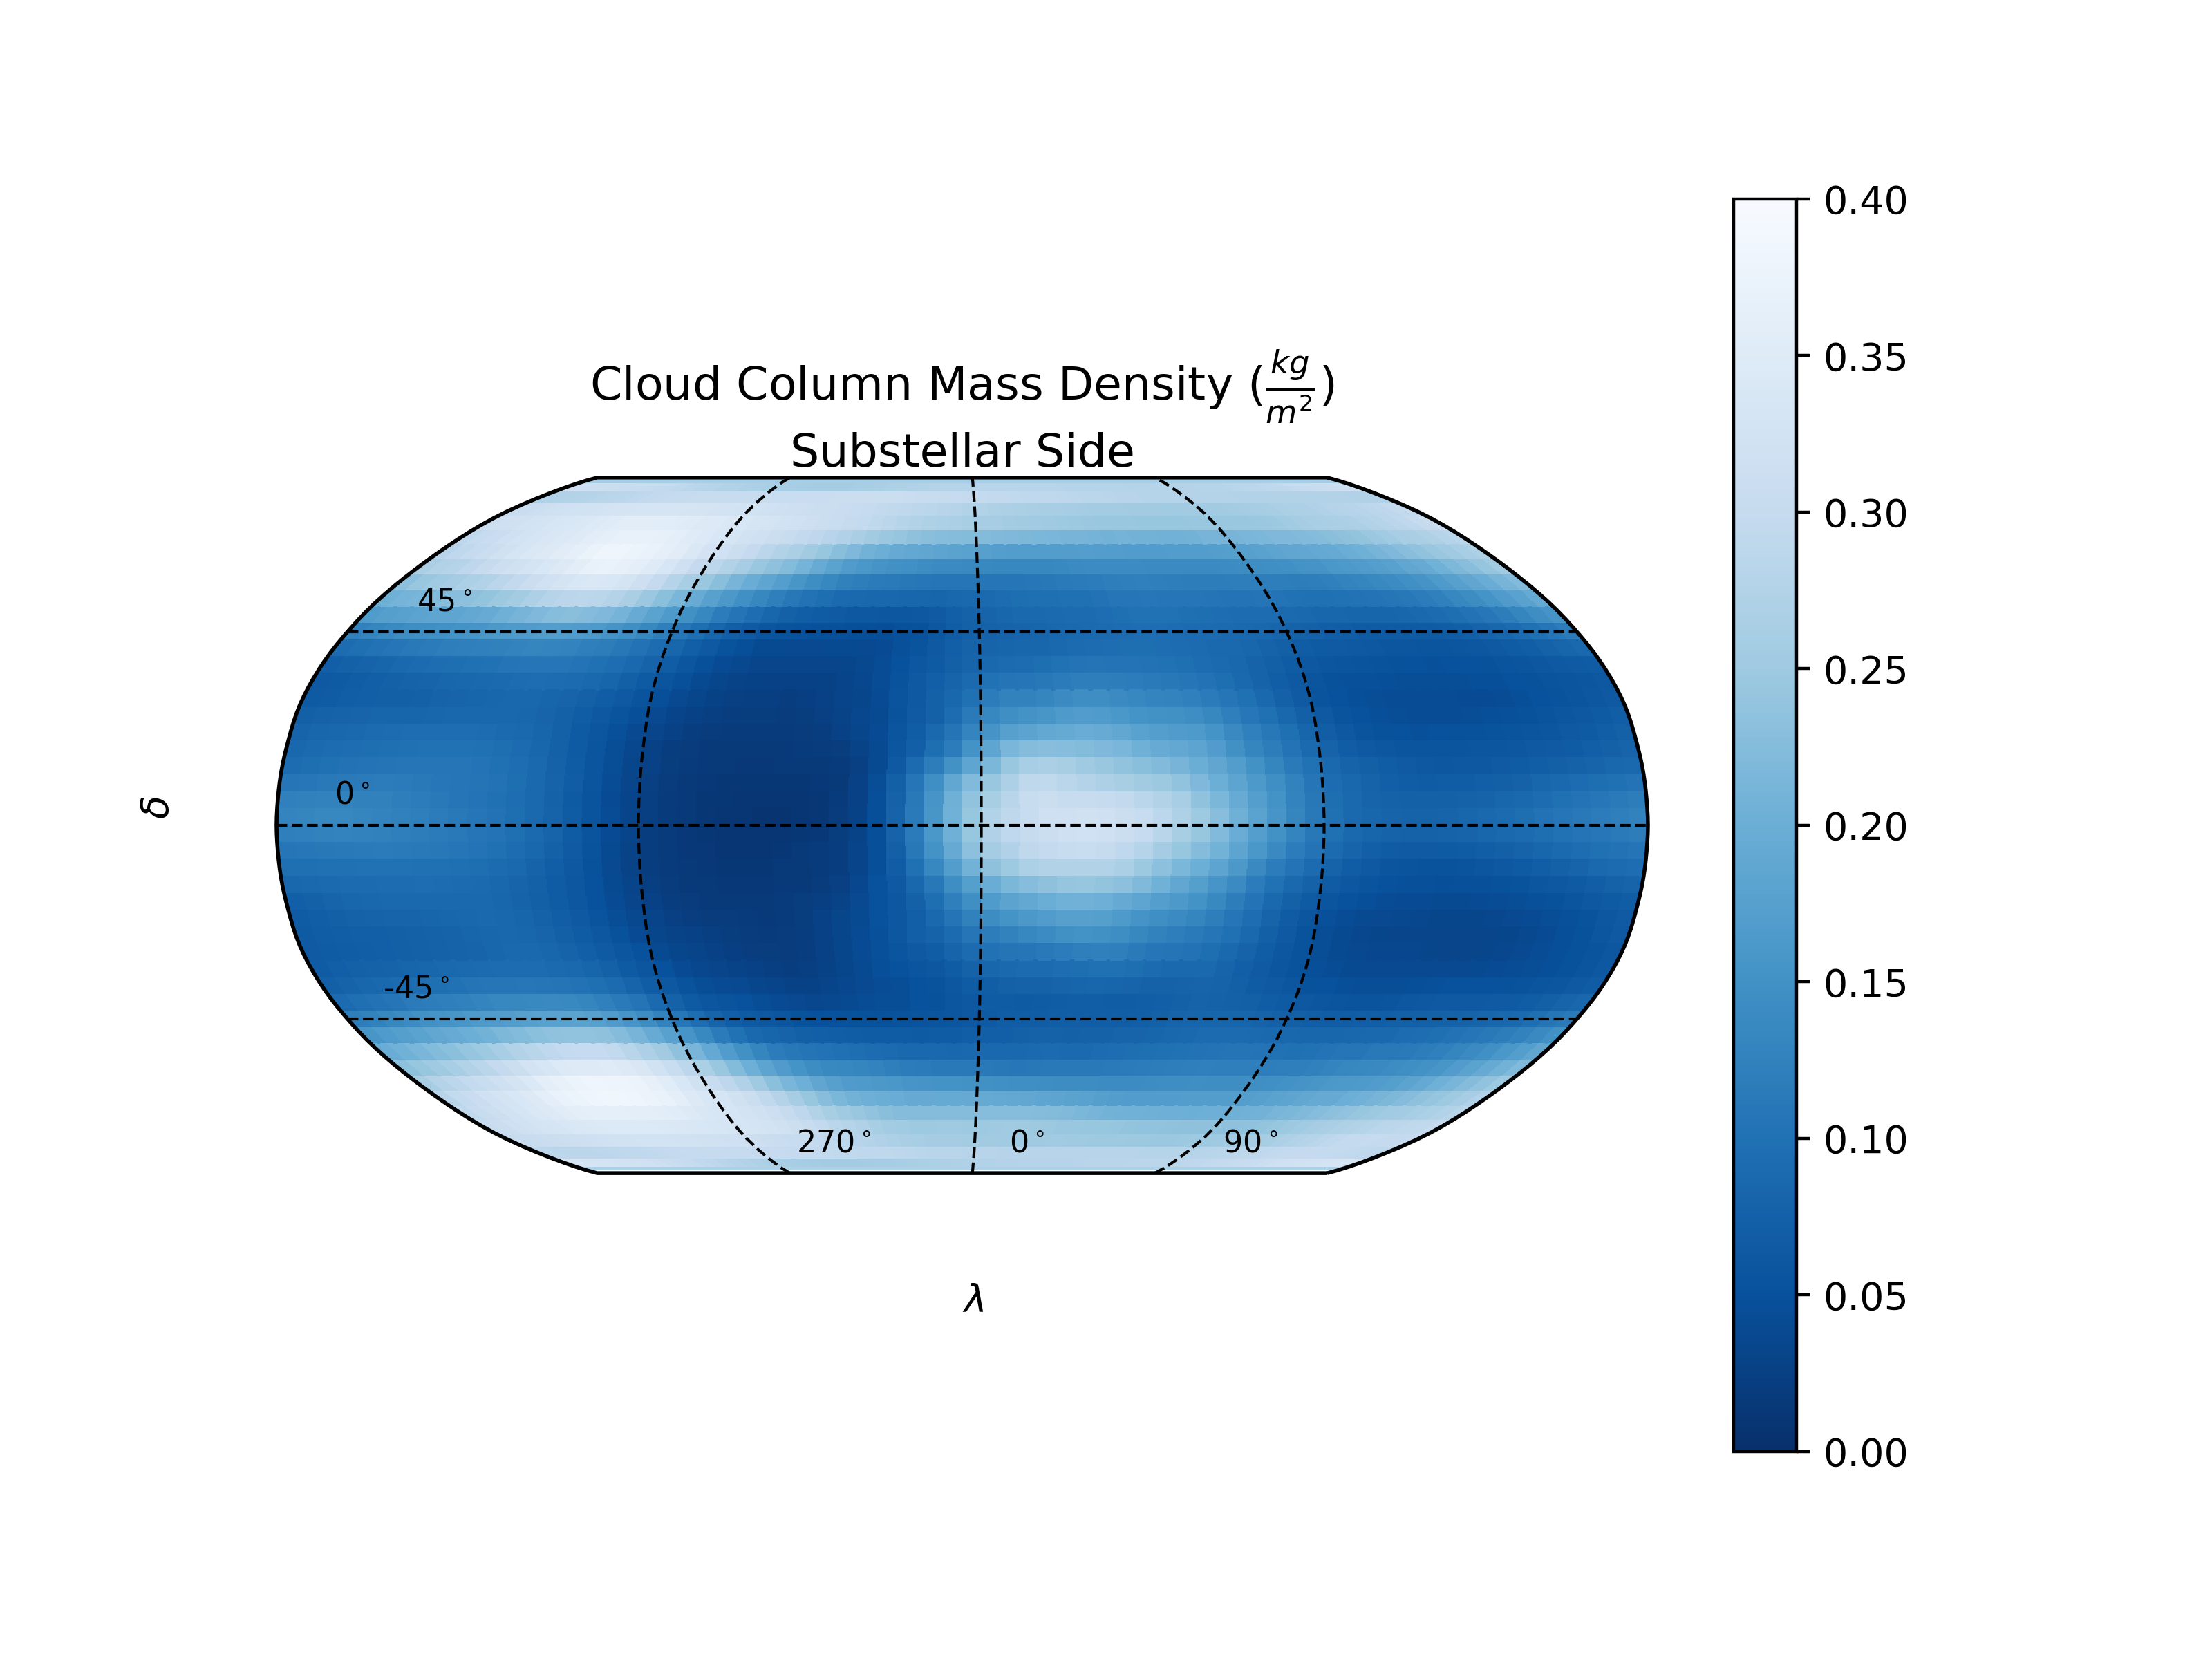 Cloud Column Mass Density (kg/m²)
Substellar Side
45°
0°
-45°
270° 0° 90°
δ
λ
0.40
0.35
0.30
0.25
0.20
0.15
0.10
0.05
0.00